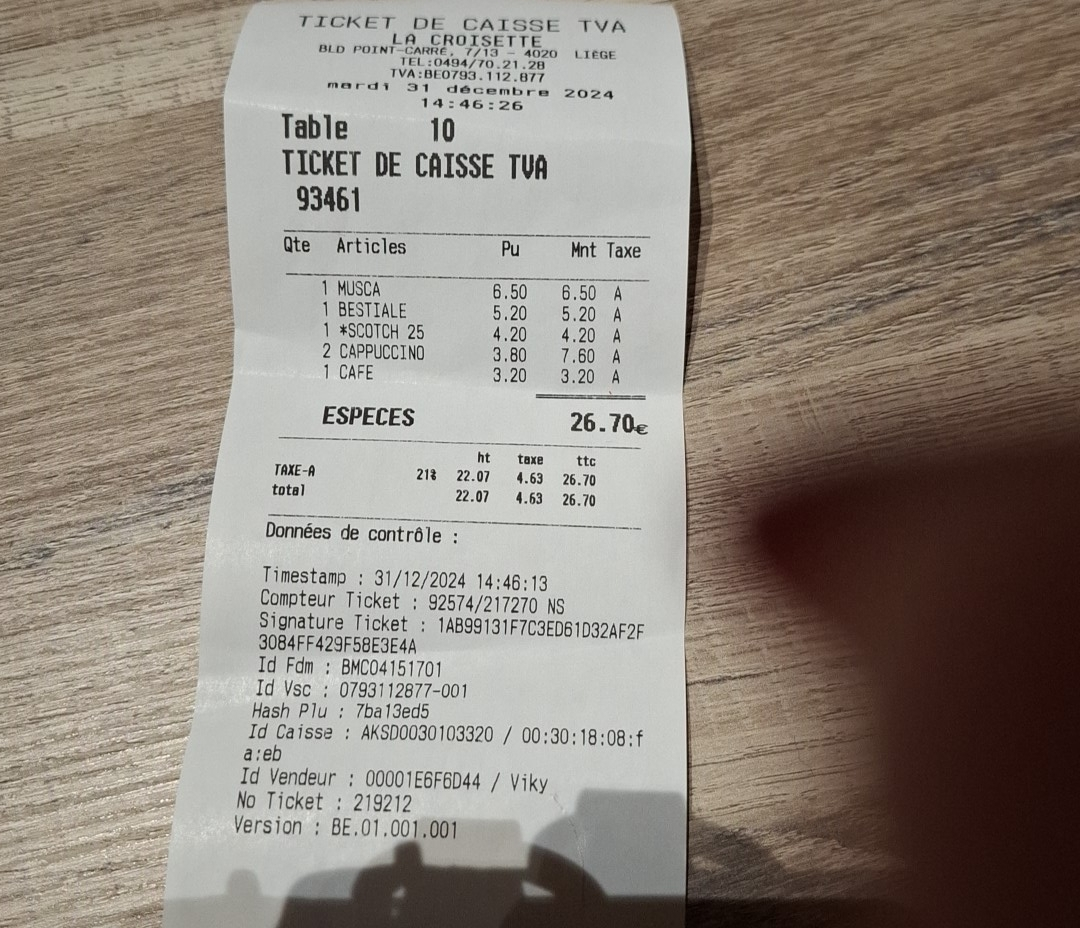 TICKET DE CAISSE TVA
LA CROISETTE
BLD POINT-CARRE, 7/13 - 4020 LIEGE
TEL:0494/70.21.28
TVA:BE0793.112.877
mardi 31 décembre 2024
14:46:26
Table 10
TICKET DE CAISSE TVA
93461
Qte Articles Pu Mnt Taxe
1 MUSCA 6.50 6.50 A
1 BESTIALE 5.20 5.20 A
1 *SCOTCH 25 4.20 4.20 A
2 CAPPUCCINO 3.80 7.60 A
1 CAFE 3.20 3.20 A
ESPECES 26.70€
ht taxe ttc
TAXE-A 21% 22.07 4.63 26.70
total 22.07 4.63 26.70
Données de contrôle :
Timestamp : 31/12/2024 14:46:13
Compteur Ticket : 92574/217270 NS
Signature Ticket : 1AB99131F7C3ED61D32AF2F
3084FF429F5BE3E4A
Id Fdm : BMC04151701
Id Vsc : 0793112877-001
Hash Plu : 7ba13ed5
Id Caisse : AKSD0030103320 / 00:30:18:08:f
a:eb
Id Vendeur : 00001E6F6D44 / Viky
No Ticket : 219212
Version : BE.01.001.001